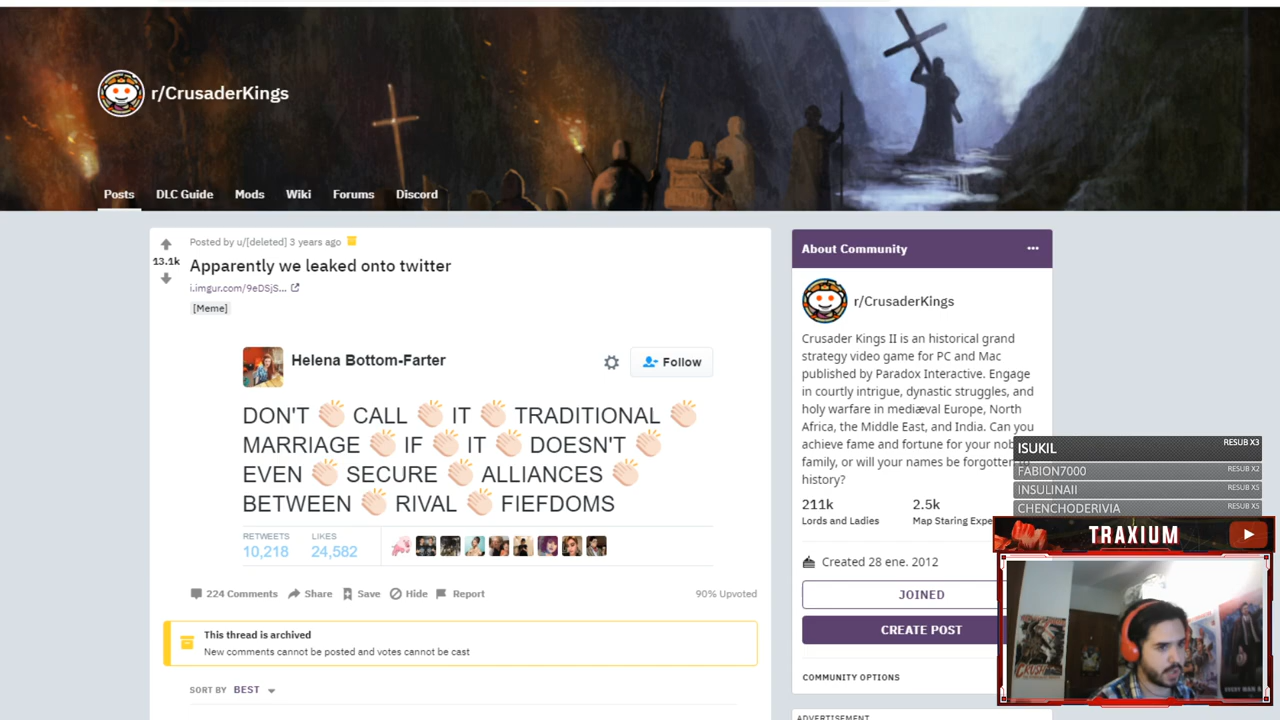 r/CrusaderKings
Posts DLC Guide Mods Wiki Forums Discord
Posted by u/[deleted] 3 years ago
13.1k
Apparently we leaked onto twitter
i.imgur.com/9eDSjS...
[Meme]
Helena Bottom-Farter
Follow
DON'T 👏🏻 CALL 👏🏻 IT 👏🏻 TRADITIONAL 👏🏻
MARRIAGE 👏🏻 IF 👏🏻 IT 👏🏻 DOESN'T 👏🏻
EVEN 👏🏻 SECURE 👏🏻 ALLIANCES 👏🏻
BETWEEN 👏🏻 RIVAL 👏🏻 FIEFDOMS
RETWEETS LIKES
10,218 24,582
224 Comments Share Save Hide Report 90% Upvoted
This thread is archived
New comments cannot be posted and votes cannot be cast
SORT BY BEST
About Community
r/CrusaderKings
Crusader Kings II is an historical grand
strategy video game for PC and Mac
published by Paradox Interactive. Engage
in courtly intrigue, dynastic struggles, and
holy warfare in mediæval Europe, North
Africa, the Middle East, and India. Can you
achieve fame and fortune for your nob
family, or will your names be forgotten
history?
211k 2.5k
Lords and Ladies Map Staring Expe
Created 28 ene. 2012
JOINED
CREATE POST
COMMUNITY OPTIONS
ADVERTISEMENT
ISUKIL RESUB X3
FABION7000 RESUB X2
INSULINAII RESUB X5
CHENCHODERIVIA RESUB X5
TRAXIUM